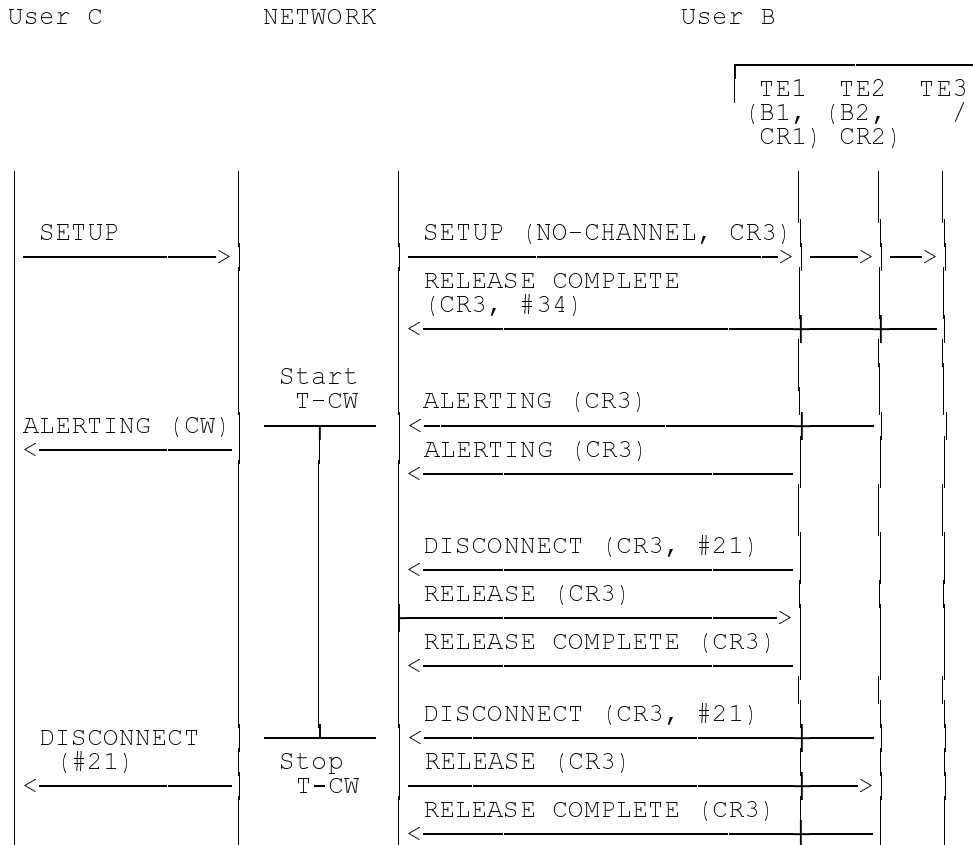 User C NETWORK User B
TE1 TE2 TE3
(B1, (B2, /
CR1) CR2)
SETUP SETUP (NO-CHANNEL, CR3)
RELEASE COMPLETE
(CR3, #34)
Start
T-CW ALERTING (CR3)
ALERTING (CW)
ALERTING (CR3)
DISCONNECT (CR3, #21)
RELEASE (CR3)
RELEASE COMPLETE (CR3)
DISCONNECT (CR3, #21)
DISCONNECT
(#21) Stop RELEASE (CR3)
T-CW
RELEASE COMPLETE (CR3)